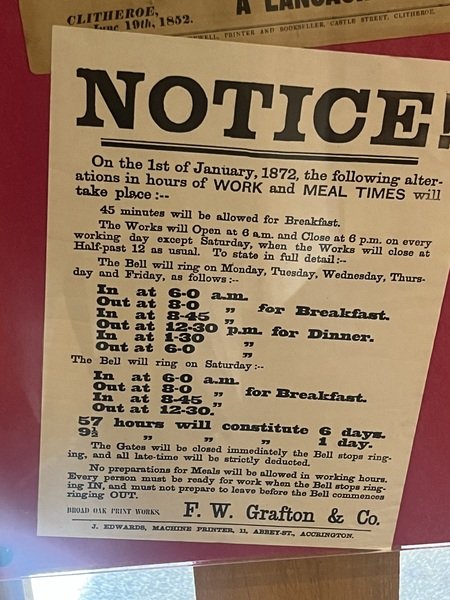 CLITHEROE,
June 19th, 1852.
A LANCAS
PRINTER AND BOOKSELLER, CASTLE STREET, CLITHEROE.
NOTICE!
On the 1st of January, 1872, the following alter-
ations in hours of WORK and MEAL TIMES will
take place:--
45 minutes will be allowed for Breakfast.
The Works will Open at 6 a.m. and Close at 6 p.m. on every
working day except Saturday, when the Works will close at
Half-past 12 as usual. To state in full detail:--
The Bell will ring on Monday, Tuesday, Wednesday, Thurs-
day and Friday, as follows:--
In at 6-0 a.m.
Out at 8-0 „ for Breakfast.
In at 8-45 „
Out at 12-30 p.m. for Dinner.
In at 1-30 „
Out at 6-0 „
The Bell will ring on Saturday:--
In at 6-0 a.m.
Out at 8-0 „ for Breakfast.
In at 8-45 „
Out at 12-30 „
57 hours will constitute 6 days.
9½ „ „ „ 1 day.
The Gates will be closed immediately the Bell stops ring-
ing, and all late-time will be strictly deducted.
No preparations for Meals will be allowed in working hours.
Every person must be ready for work when the Bell stops ring-
ing IN, and must not prepare to leave before the Bell commences
ringing OUT.
BROAD OAK PRINT WORKS. F. W. Grafton & Co.
J. EDWARDS, MACHINE PRINTER, 11, ABBEY-ST., ACCRINGTON.